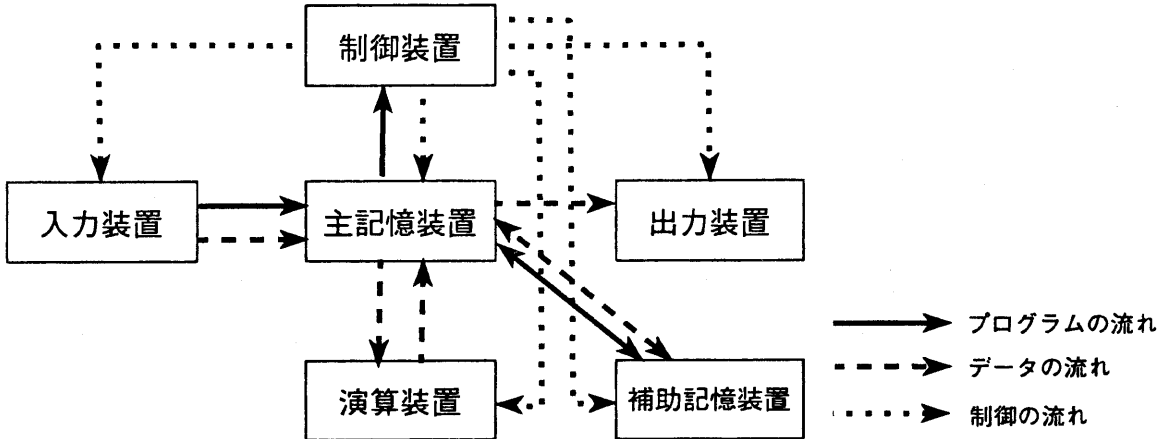 制御装置
入力装置
主記憶装置
出力装置
演算装置
補助記憶装置
プログラムの流れ
データの流れ
制御の流れ